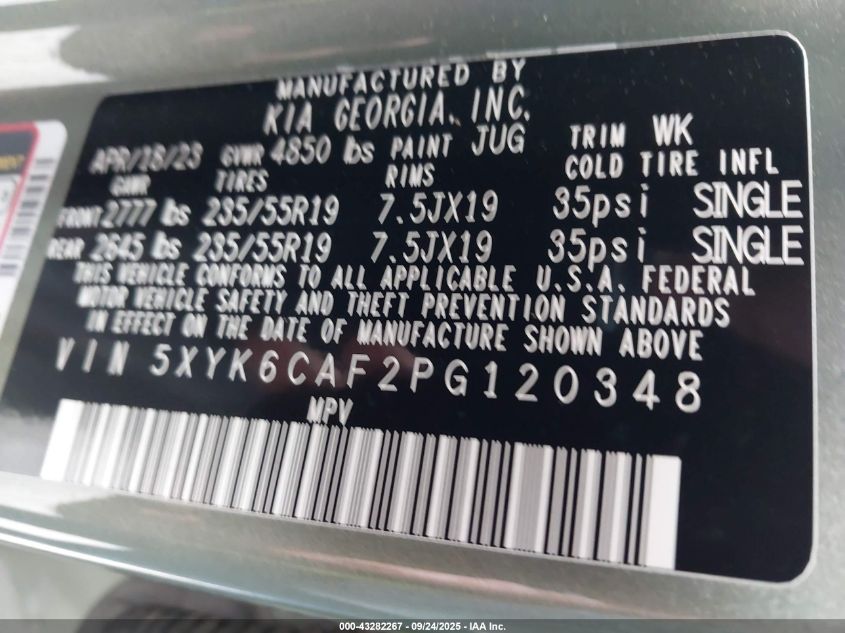 MANUFACTURED BY
KIA GEORGIA, INC.
APR/18/23 GVWR 4850 lbs PAINT JUG TRIM WK
GAWR TIRES RIMS COLD TIRE INFL
FRONT 2777 lbs 235/55R19 7.5JX19 35psi SINGLE
REAR 2645 lbs 235/55R19 7.5JX19 35psi SINGLE
THIS VEHICLE CONFORMS TO ALL APPLICABLE U.S.A. FEDERAL
MOTOR VEHICLE SAFETY AND THEFT PREVENTION STANDARDS
IN EFFECT ON THE DATE OF MANUFACTURE SHOWN ABOVE
VIN 5XYK6CAF2PG120348
MPV
000-43282267 - 09/24/2025 - IAA Inc.